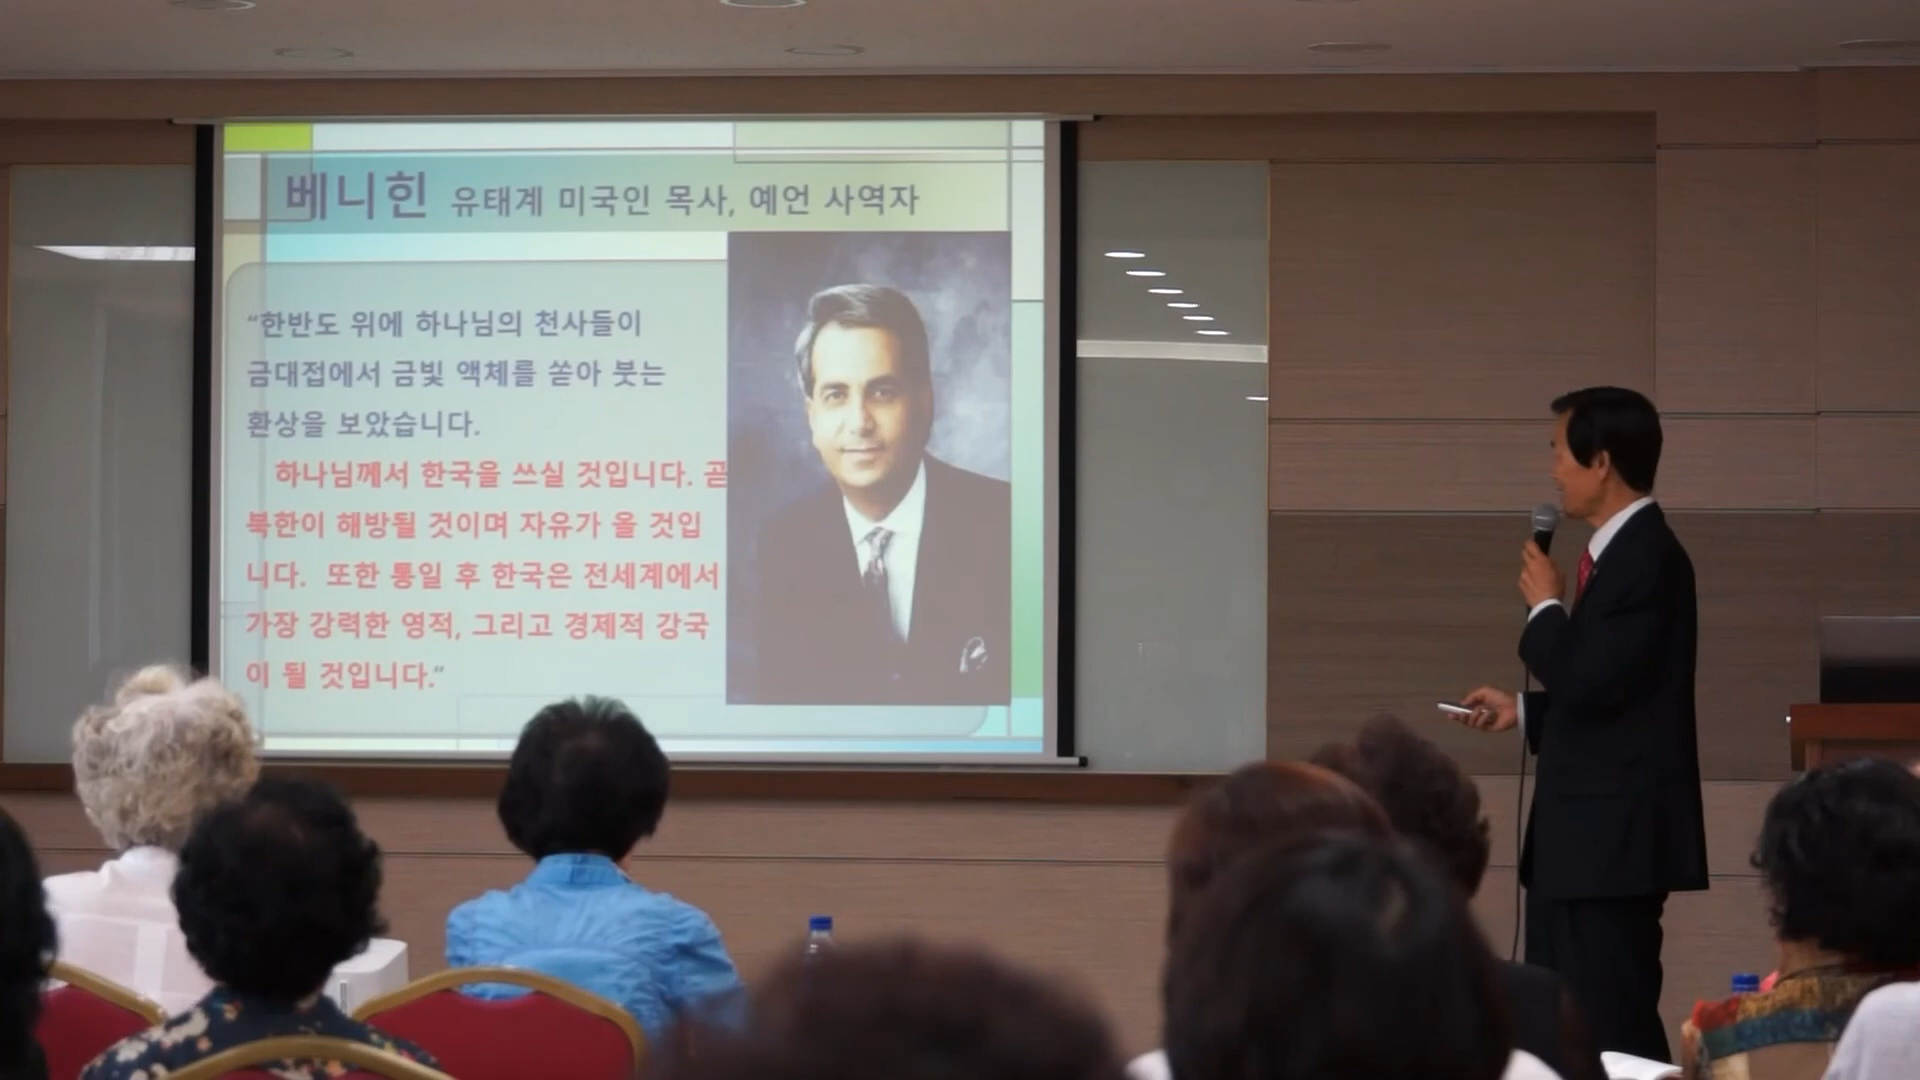 베니힌 유태계 미국인 목사, 예언 사역자
“한반도 위에 하나님의 천사들이
금대접에서 금빛 액체를 쏟아 붓는
환상을 보았습니다.
하나님께서 한국을 쓰실 것입니다. 곧
북한이 해방될 것이며 자유가 올 것입
니다. 또한 통일 후 한국은 전세계에서
가장 강력한 영적, 그리고 경제적 강국
이 될 것입니다.“